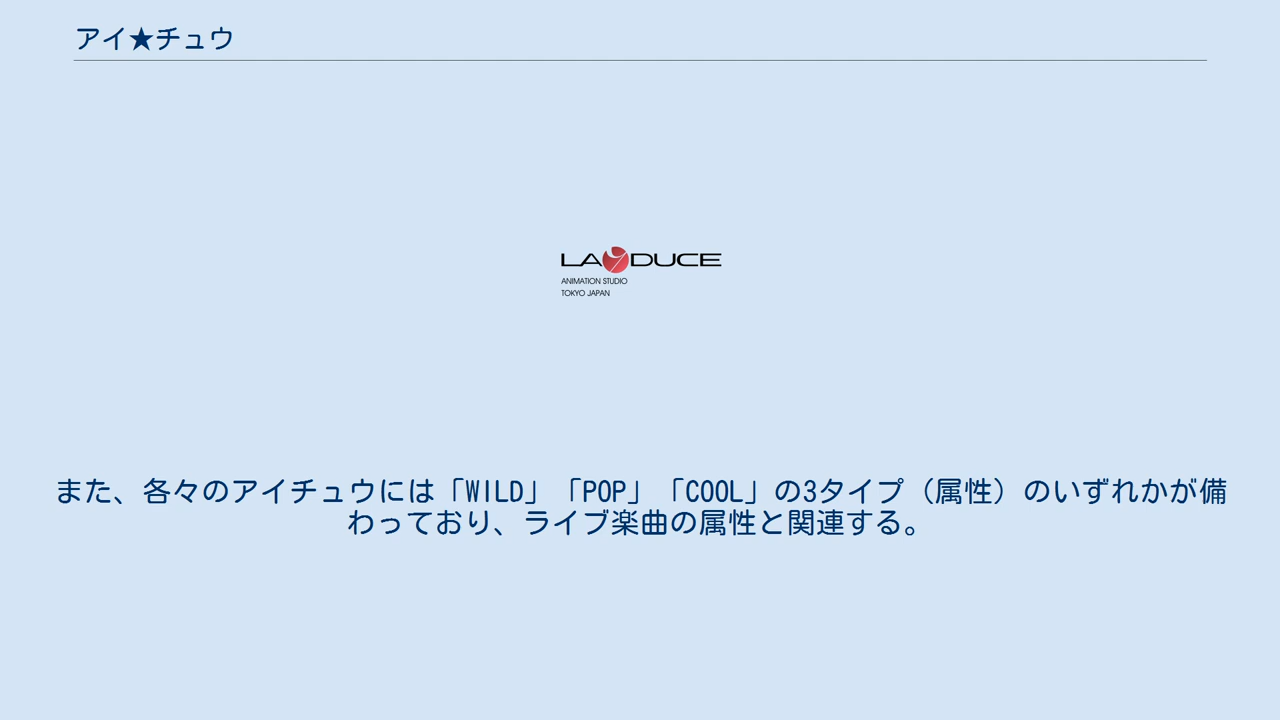 アイ★チュウ
LAYDUCE
ANIMATION STUDIO
TOKYO JAPAN
また、各々のアイチュウには「WILD」「POP」「COOL」の3タイプ（属性）のいずれかが備
わっており、ライブ楽曲の属性と関連する。